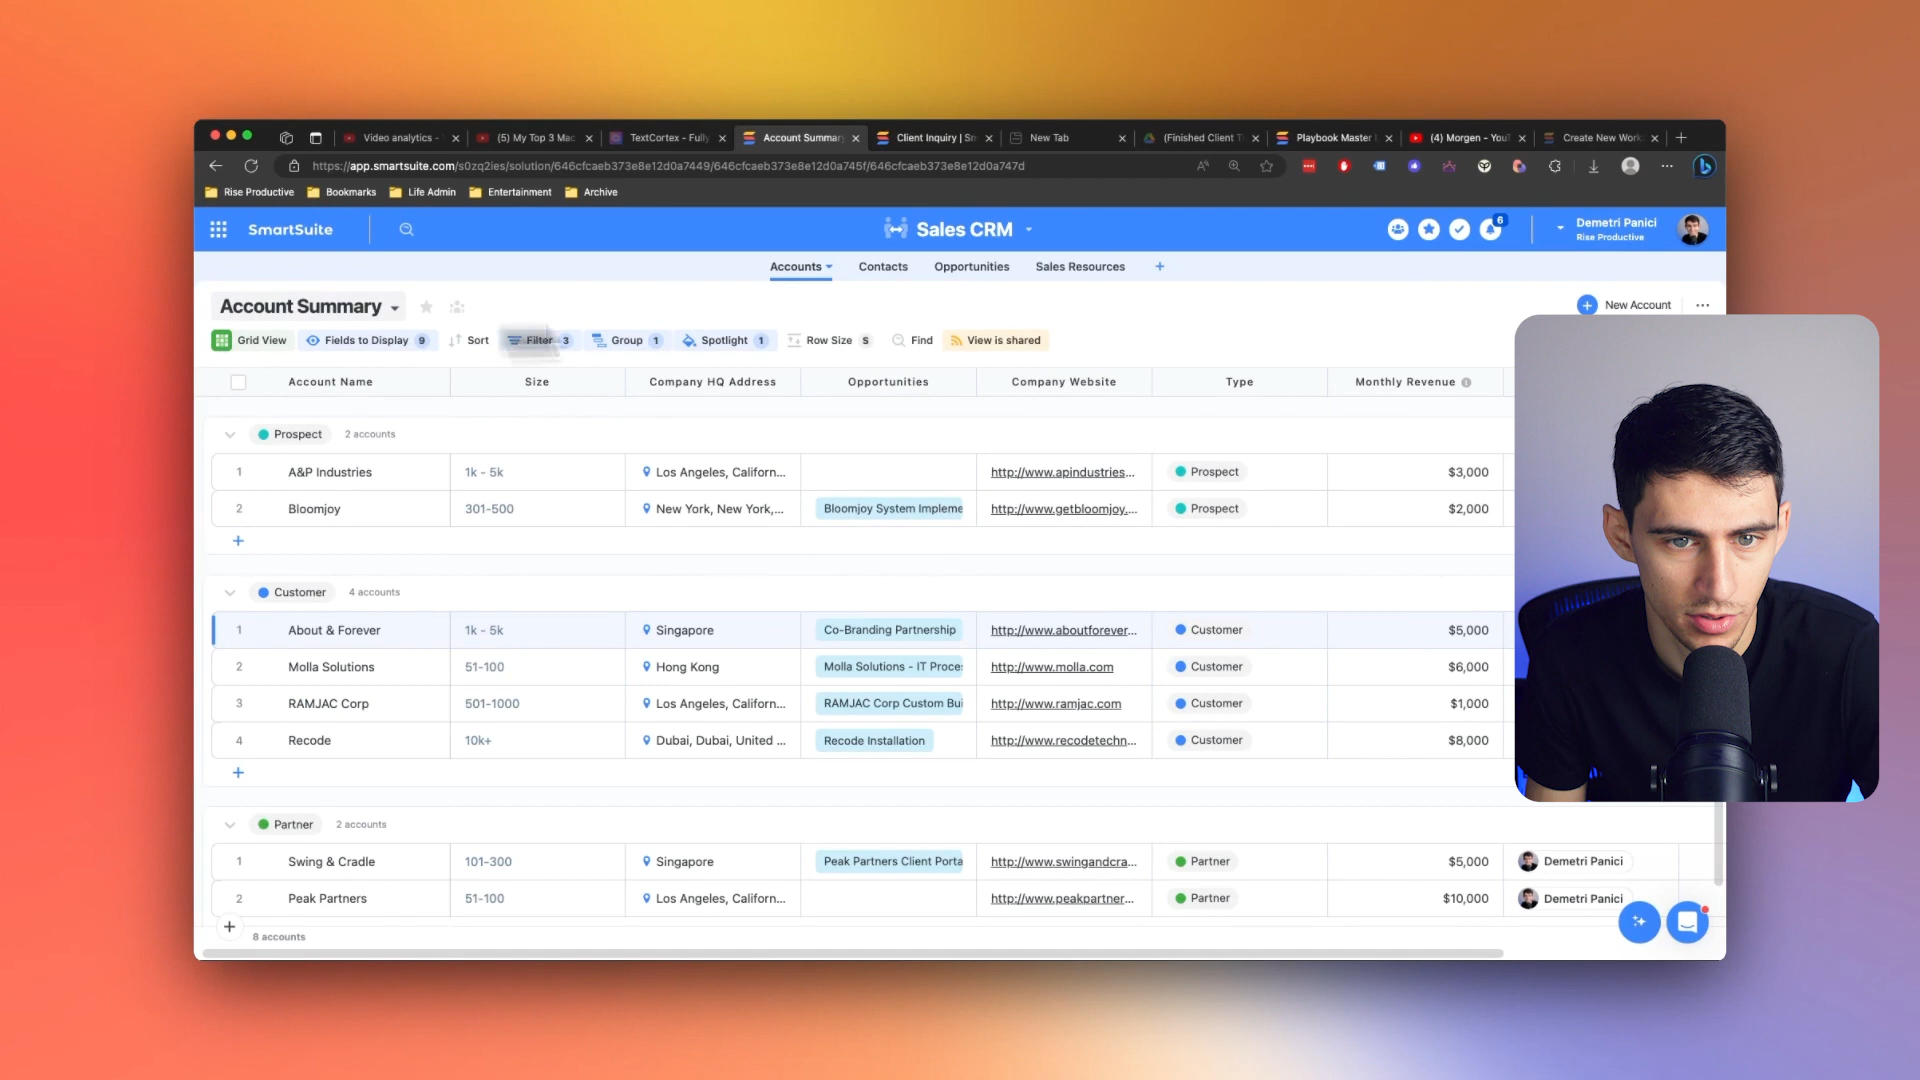 Video analytics -
(5) My Top 3 Mac
TextCortex - Fully
Account Summary
Client Inquiry | Sm
New Tab
(Finished Client T
Playbook Master
(4) Morgen - YouT
Create New Work
https://app.smartsuite.com/s0zq2ies/solution/646cfcaeb373e8e12d0a7449/646cfcaeb373e8e12d0a745f/646cfcaeb373e8e12d0a747d
Rise Productive
Bookmarks
Life Admin
Entertainment
Archive
SmartSuite
Sales CRM
6
Demetri Panici
Rise Productive
Accounts
Contacts
Opportunities
Sales Resources
Account Summary
New Account
Grid View
Fields to Display 9
Sort
Filter 3
Group 1
Spotlight 1
Row Size S
Find
View is shared
Account Name Size Company HQ Address Opportunities Company Website Type Monthly Revenue
Prospect 2 accounts
1 A&P Industries 1k - 5k Los Angeles, Californ... http://www.apindustries... Prospect $3,000
2 Bloomjoy 301-500 New York, New York,... Bloomjoy System Impleme http://www.getbloomjoy.... Prospect $2,000
Customer 4 accounts
1 About & Forever 1k - 5k Singapore Co-Branding Partnership http://www.aboutforever... Customer $5,000
2 Molla Solutions 51-100 Hong Kong Molla Solutions - IT Proces http://www.molla.com Customer $6,000
3 RAMJAC Corp 501-1000 Los Angeles, Californ... RAMJAC Corp Custom Bui http://www.ramjac.com Customer $1,000
4 Recode 10k+ Dubai, Dubai, United ... Recode Installation http://www.recodetechn... Customer $8,000
Partner 2 accounts
1 Swing & Cradle 101-300 Singapore Peak Partners Client Porta http://www.swingandcra... Partner $5,000 Demetri Panici
2 Peak Partners 51-100 Los Angeles, Californ... http://www.peakpartner... Partner $10,000 Demetri Panici
8 accounts